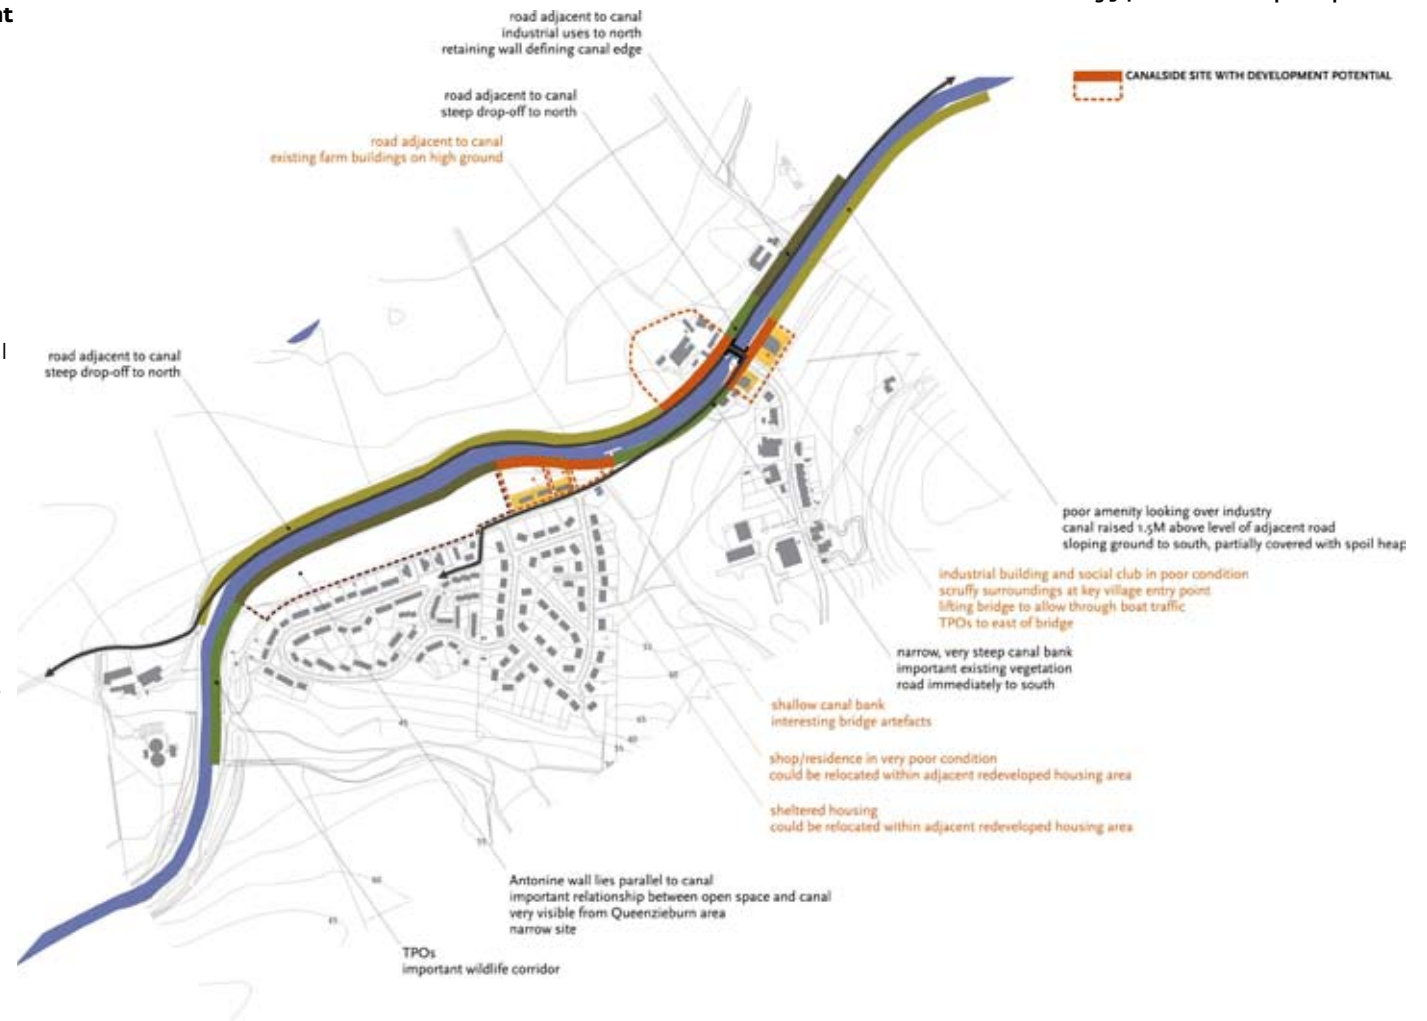 road adjacent to canal
industrial uses to north
retaining wall defining canal edge
CANALSIDE SITE WITH DEVELOPMENT POTENTIAL
road adjacent to canal
steep drop-off to north
road adjacent to canal
existing farm buildings on high ground
road adjacent to canal
steep drop-off to north
poor amenity looking over industry
canal raised 1.5M above level of adjacent road
sloping ground to south, partially covered with spoil heap
industrial building and social club in poor condition
scruffy surroundings at key village entry point
lifting bridge to allow through boat traffic
TPOs to east of bridge
narrow, very steep canal bank
important existing vegetation
road immediately to south
shallow canal bank
interesting bridge artefacts
shop/residence in very poor condition
could be relocated within adjacent redeveloped housing area
sheltered housing
could be relocated within adjacent redeveloped housing area
Antonine wall lies parallel to canal
important relationship between open space and canal
very visible from Queenzieburn area
narrow site
TPOs
important wildlife corridor